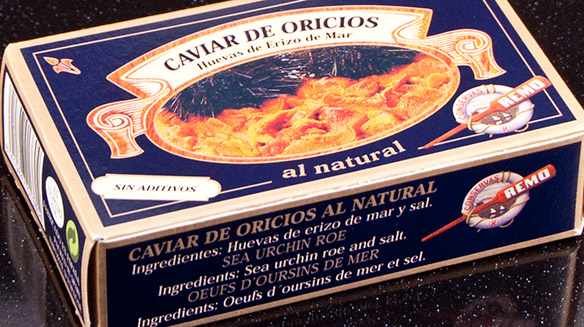 CAVIAR DE ORICIOS
Huevas de Erizo de Mar
CONSERVAS
REMO
al natural
SIN ADITIVOS
CAVIAR DE ORICIOS AL NATURAL
Ingredientes: Huevas de erizo de mar y sal.
SEA URCHIN ROE
Ingredients: Sea urchin roe and salt.
OEUFS D´OURSINS DE MER
Ingredients: Oeufs d´oursins de mer et sel.
CONSERVAS
REMO